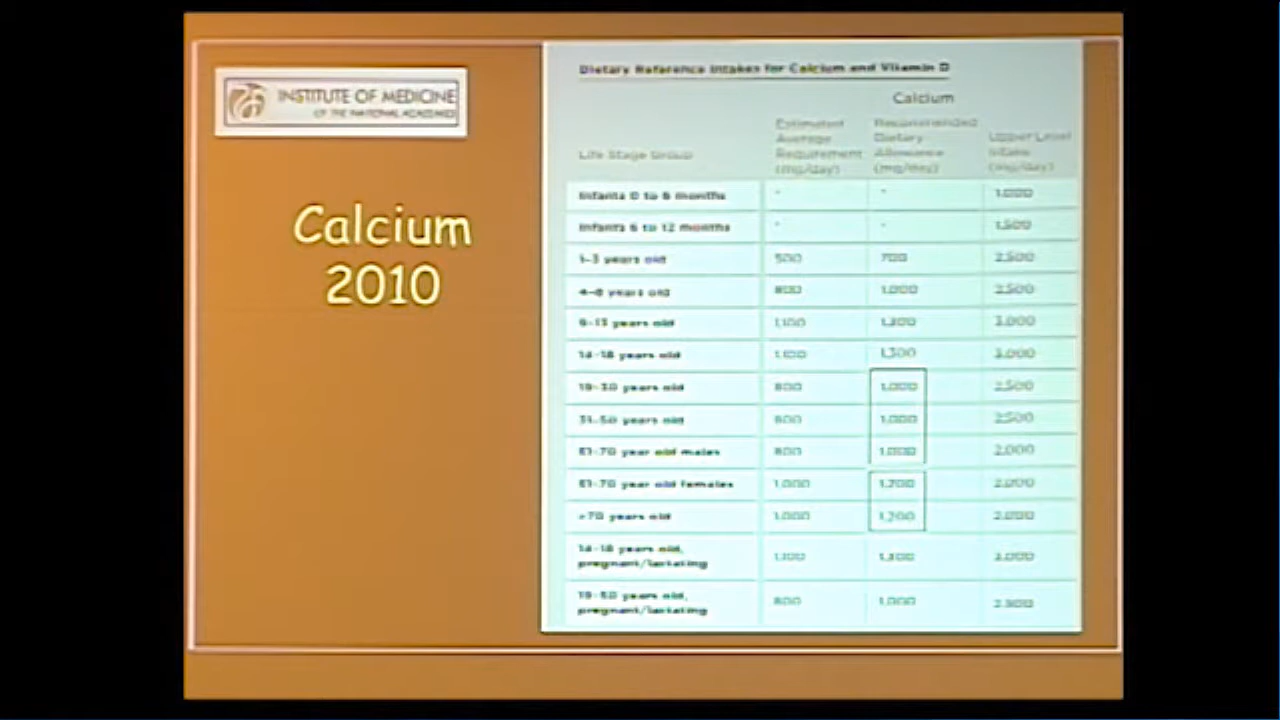 INSTITUTE OF MEDICINE
OF THE NATIONAL ACADEMIES
Calcium
2010
Dietary Reference Intakes for Calcium and Vitamin D
Calcium
Life Stage Group
Estimated Average Requirement (mg/day)
Recommended Dietary Allowance (mg/day)
Upper Level Intake (mg/day)
Infants 0 to 6 months * * 1,000
Infants 6 to 12 months * * 1,500
1–3 years old 500 700 2,500
4–8 years old 800 1,000 2,500
9–13 years old 1,100 1,300 3,000
14–18 years old 1,100 1,300 3,000
19–30 years old 800 1,000 2,500
31–50 years old 800 1,000 2,500
51–70 year old males 800 1,000 2,000
51–70 year old females 1,000 1,200 2,000
>70 years old 1,000 1,200 2,000
14–18 years old, pregnant/lactating 1,100 1,300 3,000
19–50 years old, pregnant/lactating 800 1,000 2,500